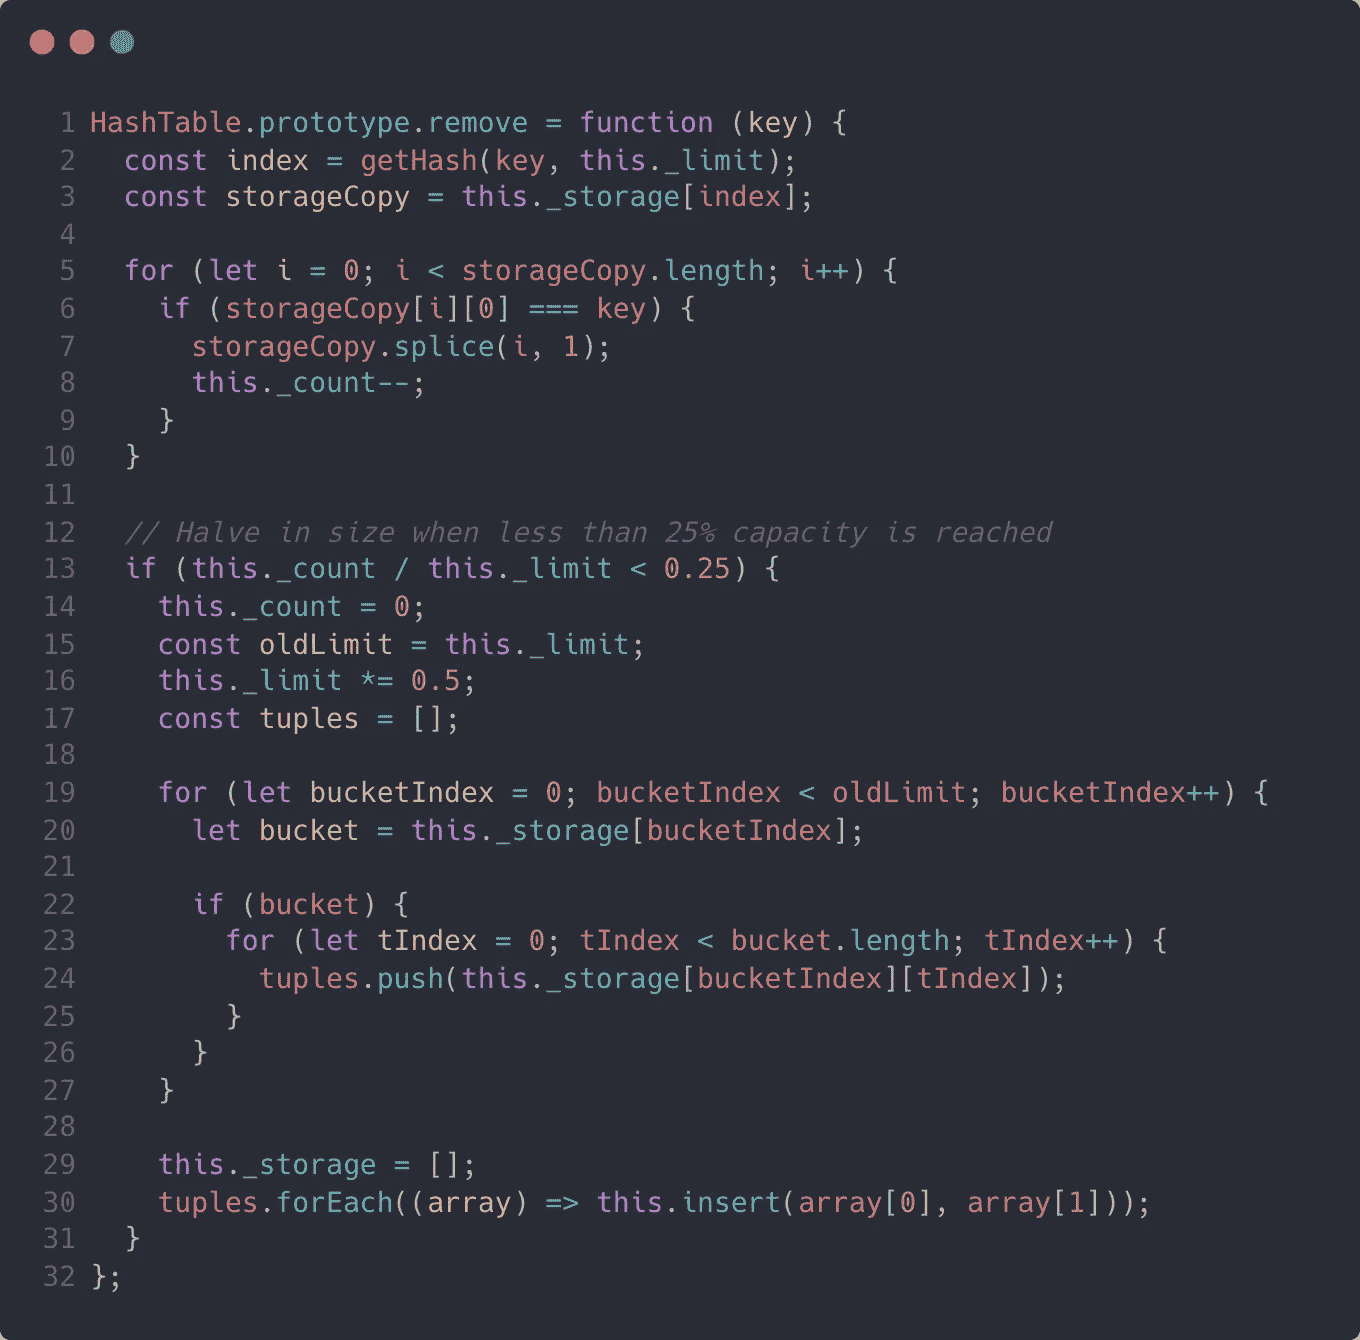 1 HashTable.prototype.remove = function (key) {
2   const index = getHash(key, this._limit);
3   const storageCopy = this._storage[index];
4
5   for (let i = 0; i < storageCopy.length; i++) {
6     if (storageCopy[i][0] === key) {
7       storageCopy.splice(i, 1);
8       this._count--;
9     }
10   }
11
12   // Halve in size when less than 25% capacity is reached
13   if (this._count / this._limit < 0.25) {
14     this._count = 0;
15     const oldLimit = this._limit;
16     this._limit *= 0.5;
17     const tuples = [];
18
19     for (let bucketIndex = 0; bucketIndex < oldLimit; bucketIndex++) {
20       let bucket = this._storage[bucketIndex];
21
22       if (bucket) {
23         for (let tIndex = 0; tIndex < bucket.length; tIndex++) {
24           tuples.push(this._storage[bucketIndex][tIndex]);
25         }
26       }
27     }
28
29     this._storage = [];
30     tuples.forEach((array) => this.insert(array[0], array[1]));
31   }
32 };